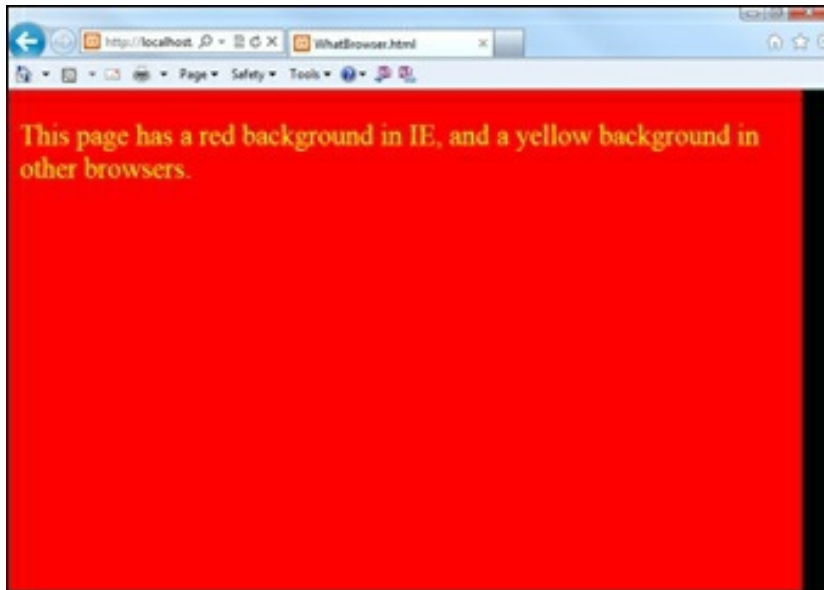 http://localhost
WhatBrowser.html
Page Safety Tools
This page has a red background in IE, and a yellow background in
other browsers.